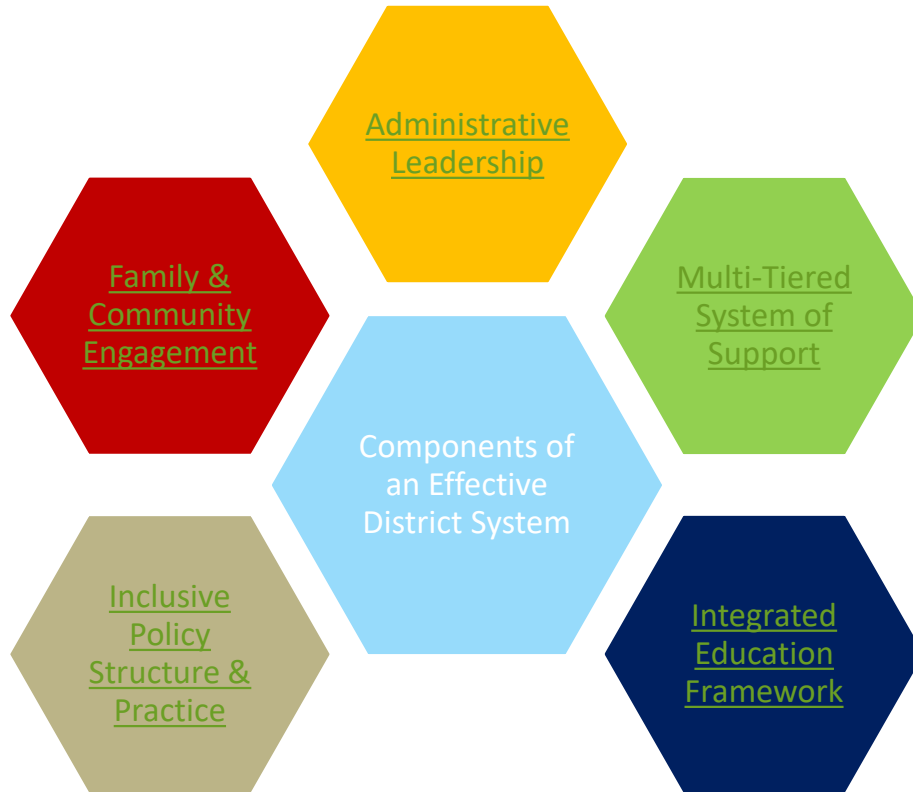 Administrative
Leadership
Family &
Community
Engagement
Multi-Tiered
System of
Support
Components of
an Effective
District System
Inclusive
Policy
Structure &
Practice
Integrated
Education
Framework